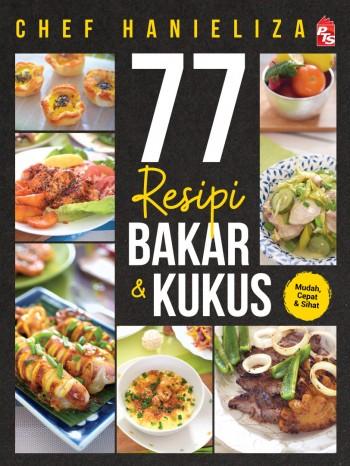 CHEF HANIELIZA
PTS
77
Resipi
BAKAR
& KUKUS
Mudah,
Cepat
& Sihat